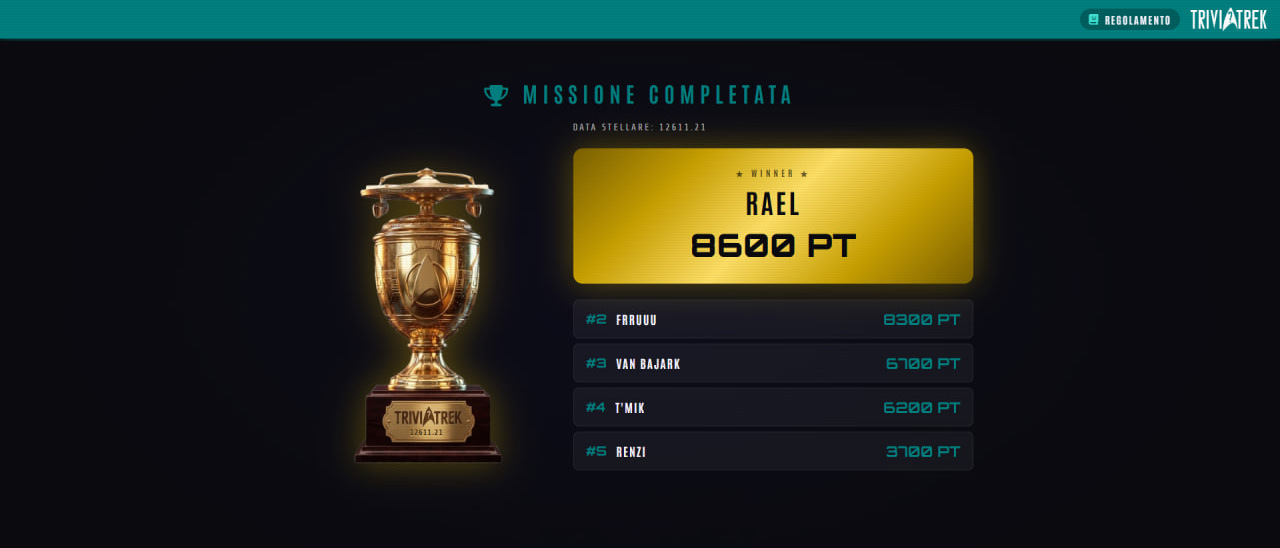 REGOLAMENTO
TRIVIATREK
MISSIONE COMPLETATA
DATA STELLARE: 12611.21
★ WINNER ★
RAEL
8600 PT
#2 FRRUUU 8300 PT
#3 VAN BAJARK 6700 PT
#4 T'MIK 6200 PT
#5 RENZI 3700 PT
TRIVIATREK
12611.21